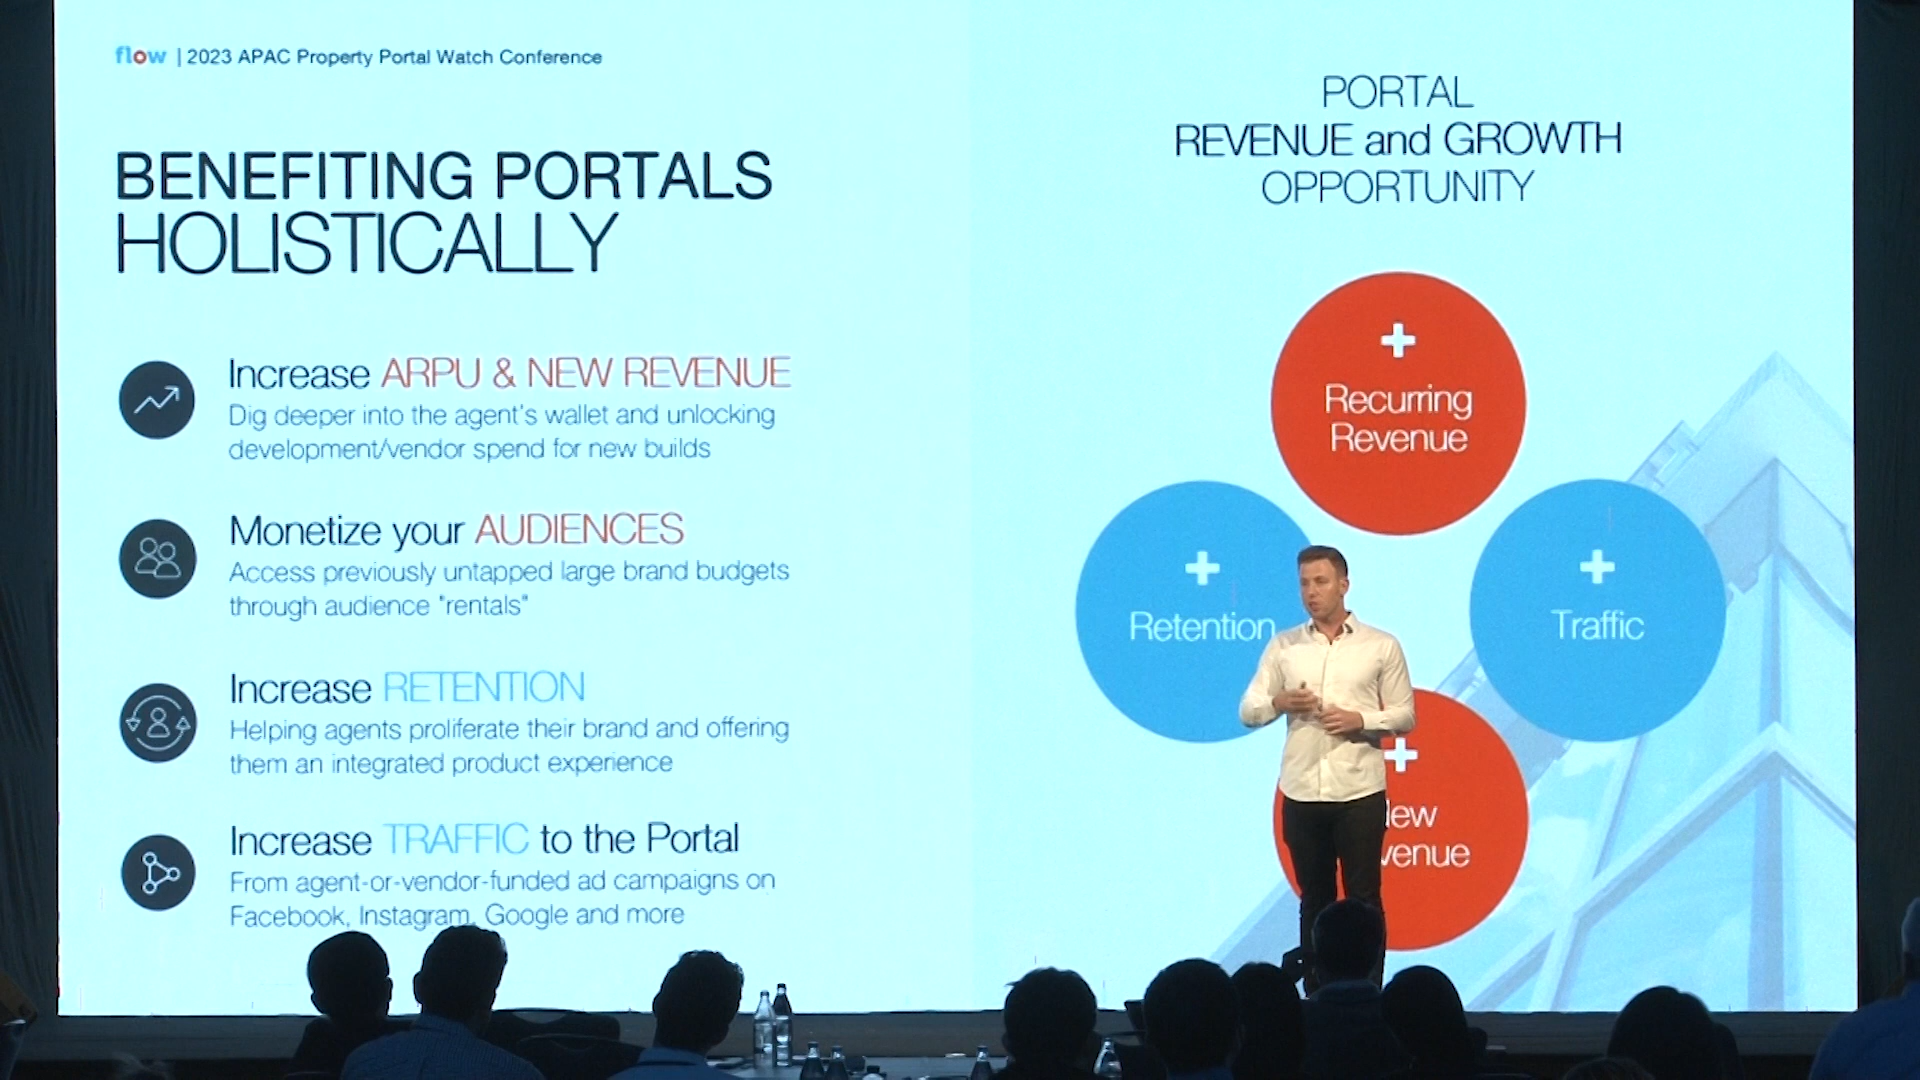 flow | 2023 APAC Property Portal Watch Conference
BENEFITING PORTALS
HOLISTICALLY
Increase ARPU & NEW REVENUE
Dig deeper into the agent's wallet and unlocking
development/vendor spend for new builds
Monetize your AUDIENCES
Access previously untapped large brand budgets
through audience "rentals"
Increase RETENTION
Helping agents proliferate their brand and offering
them an integrated product experience
Increase TRAFFIC to the Portal
From agent-or-vendor-funded ad campaigns on
Facebook, Instagram, Google and more
PORTAL
REVENUE and GROWTH
OPPORTUNITY
+
Recurring
Revenue
+
Retention
+
Traffic
+
ew
venue